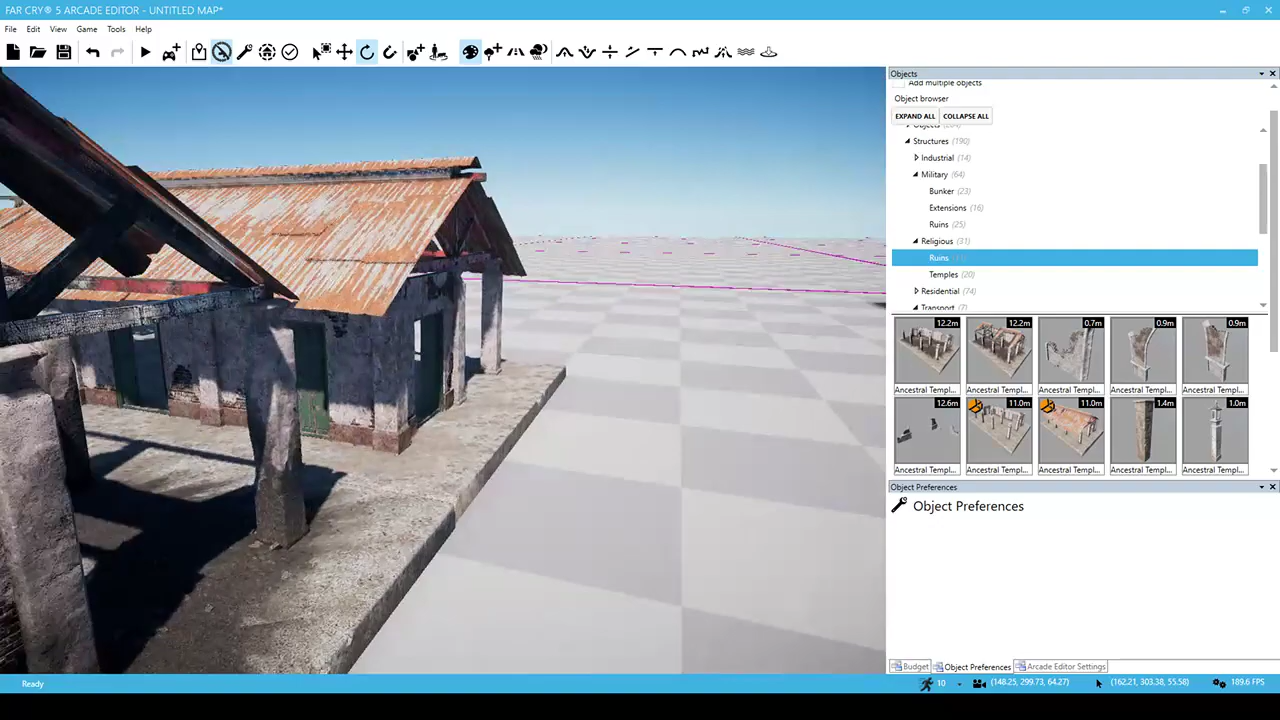 FAR CRY® 5 ARCADE EDITOR - UNTITLED MAP*
File Edit View Game Tools Help
Objects
Add multiple objects
Object browser
EXPAND ALL COLLAPSE ALL
Structures (190)
Industrial (14)
Military (64)
Bunker (23)
Extensions (16)
Ruins (25)
Religious (31)
Ruins
Temples (20)
Residential (74)
Transport (7)
12.2m 12.2m 0.7m 0.9m 0.9m
Ancestral Templ... Ancestral Templ... Ancestral Templ... Ancestral Templ... Ancestral Templ...
12.6m 11.0m 11.0m 1.4m 1.0m
Ancestral Templ... Ancestral Templ... Ancestral Templ... Ancestral Templ... Ancestral Templ...
Object Preferences
Object Preferences
Budget Object Preferences Arcade Editor Settings
Ready 10 (148.25, 299.73, 64.27) (162.21, 303.38, 55.58) 189.6 FPS